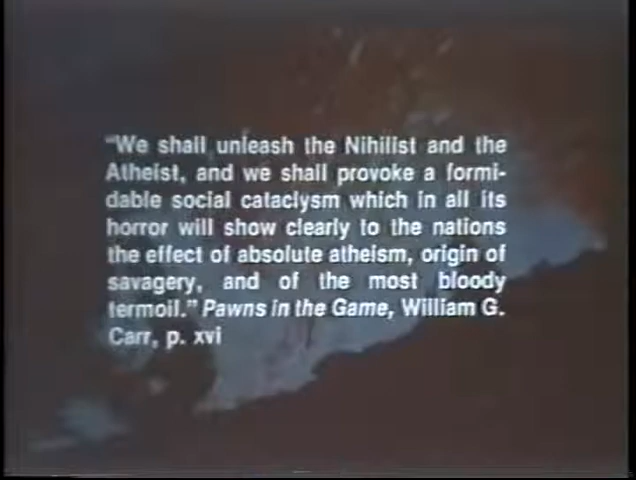 "We shall unleash the Nihilist and the
Atheist, and we shall provoke a formi-
dable social cataclysm which in all its
horror will show clearly to the nations
the effect of absolute atheism, origin of
savagery, and of the most bloody
termoil." Pawns in the Game, William G.
Carr, p. xvi